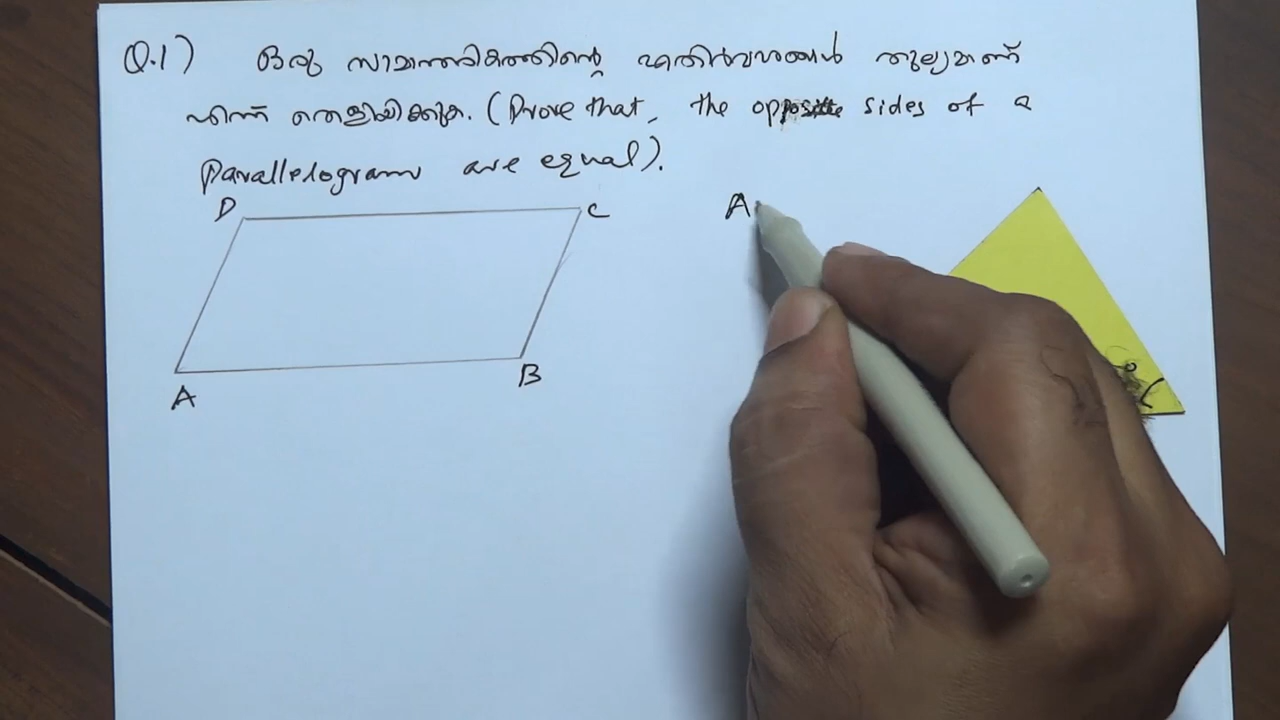 Q.1) ഒരു സാമാന്തരികത്തിന്റെ എതിർവശങ്ങൾ തുല്യമാണ്
എന്ന് തെളിയിക്കുക. (Prove that, the opposite sides of a
parallelogram are equal).
D C A
A B